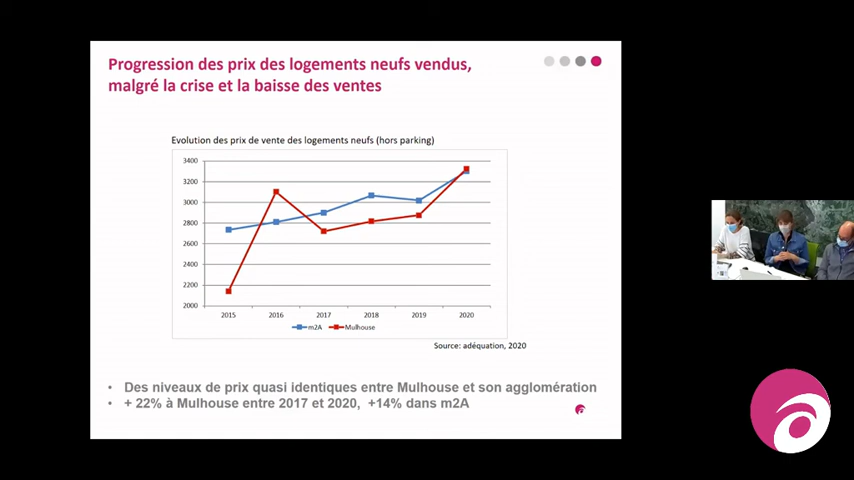 Progression des prix des logements neufs vendus,
malgré la crise et la baisse des ventes
Evolution des prix de vente des logements neufs (hors parking)
3400
3200
3000
2800
2600
2400
2200
2000
2015 2016 2017 2018 2019 2020
m2A Mulhouse
Source: adéquation, 2020
• Des niveaux de prix quasi identiques entre Mulhouse et son agglomération
• + 22% à Mulhouse entre 2017 et 2020, +14% dans m2A